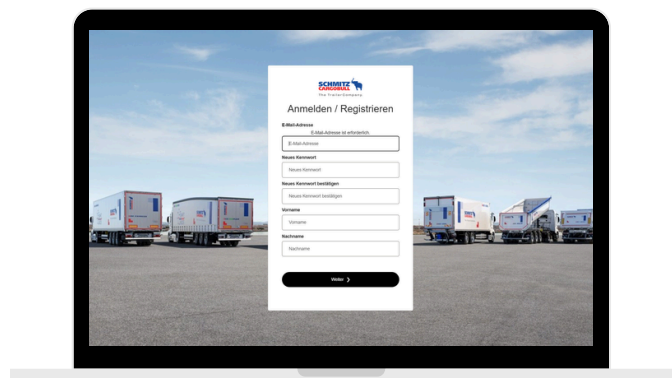 SCHMITZ
CARGOBULL
The Trailer Company.
Anmelden / Registrieren
E-Mail-Adresse
E-Mail-Adresse ist erforderlich.
E-Mail-Adresse
Neues Kennwort
Neues Kennwort
Neues Kennwort bestätigen
Neues Kennwort bestätigen
Vorname
Vorname
Nachname
Nachname
Weiter ❯